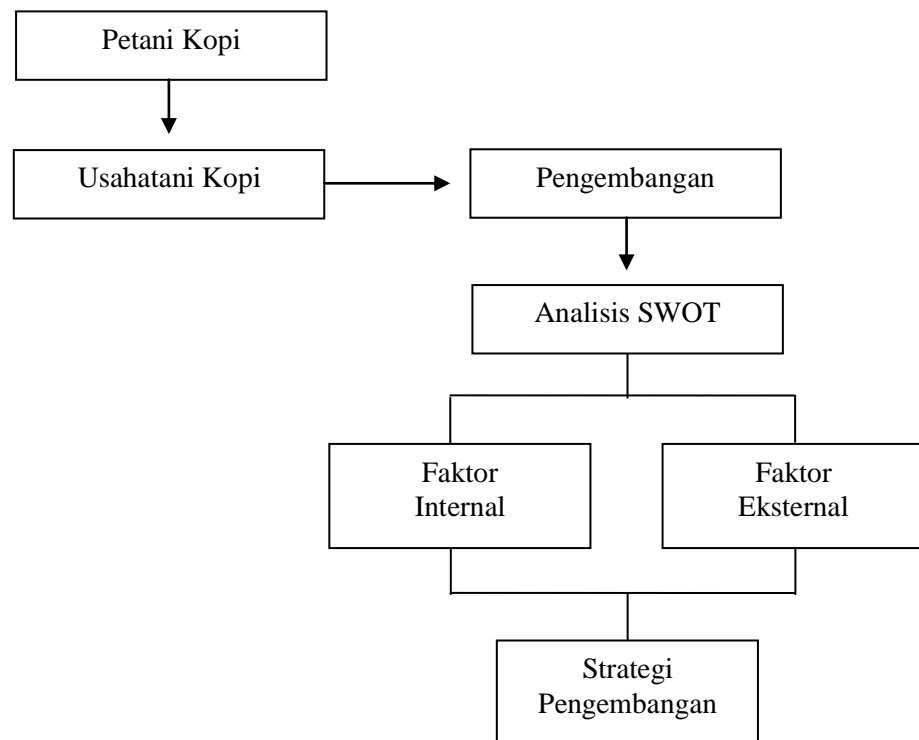 Petani Kopi
Usahatani Kopi
Pengembangan
Analisis SWOT
Faktor
Internal
Faktor
Eksternal
Strategi
Pengembangan